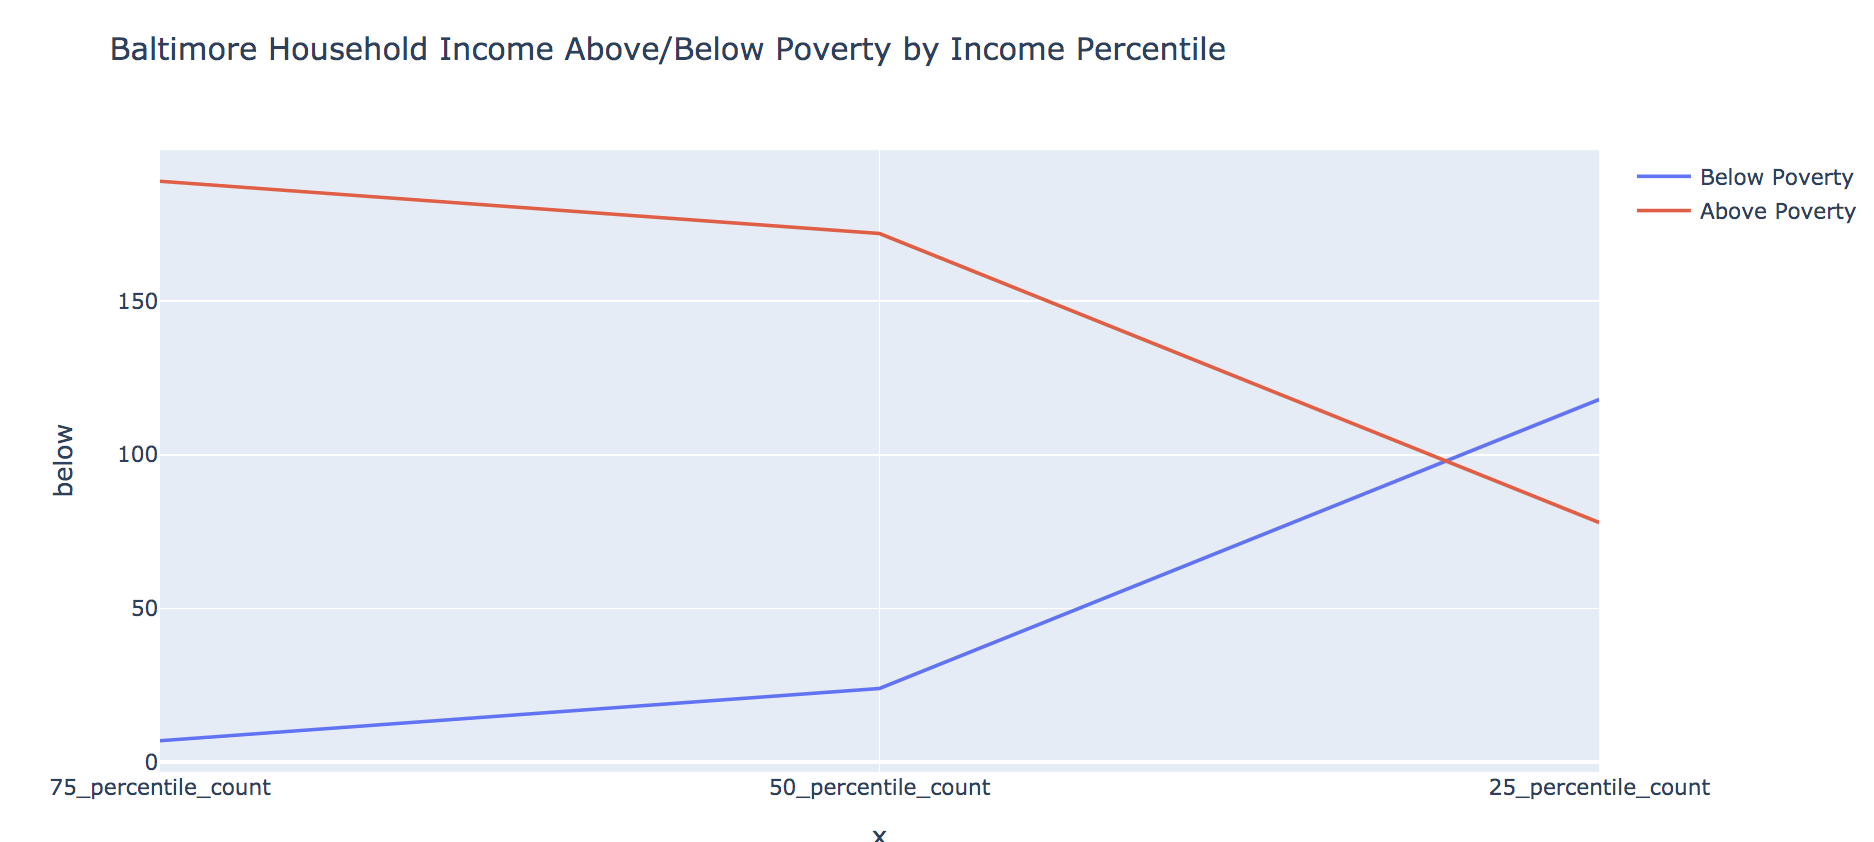 Baltimore Household Income Above/Below Poverty by Income Percentile
Below Poverty
Above Poverty
150
100
50
0
below
75_percentile_count
50_percentile_count
25_percentile_count
x